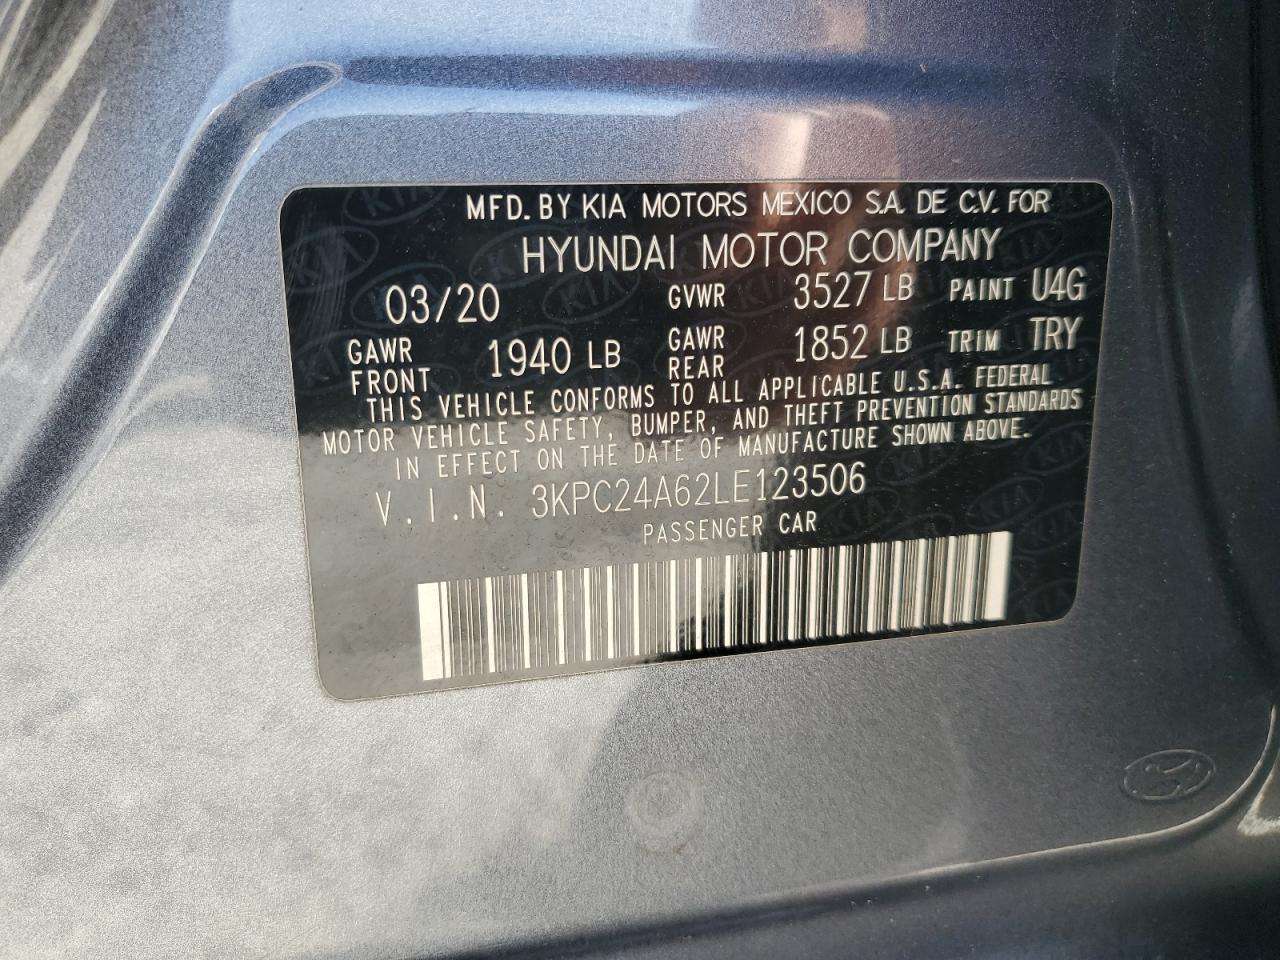 MFD. BY KIA MOTORS MEXICO S.A. DE C.V. FOR
HYUNDAI MOTOR COMPANY
03/20 GVWR 3527 LB PAINT U4G
GAWR FRONT 1940 LB GAWR REAR 1852 LB TRIM TRY
THIS VEHICLE CONFORMS TO ALL APPLICABLE U.S.A. FEDERAL
MOTOR VEHICLE SAFETY, BUMPER, AND THEFT PREVENTION STANDARDS
IN EFFECT ON THE DATE OF MANUFACTURE SHOWN ABOVE.
V.I.N. 3KPC24A62LE123506
PASSENGER CAR